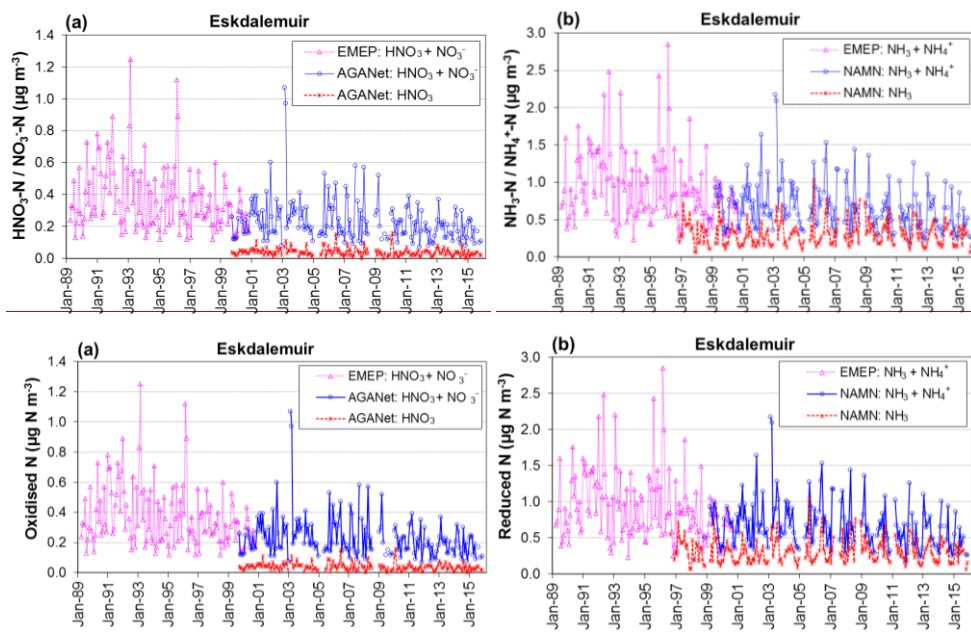 (a) Eskdalemuir
HNO₃-N / NO₃⁻-N (µg m⁻³)
1.4
1.2
1.0
0.8
0.6
0.4
0.2
0.0
EMEP: HNO₃ + NO₃⁻
AGANet: HNO₃ + NO₃⁻
AGANet: HNO₃
Jan-89
Jan-91
Jan-93
Jan-95
Jan-97
Jan-99
Jan-01
Jan-03
Jan-05
Jan-07
Jan-09
Jan-11
Jan-13
Jan-15
(b) Eskdalemuir
NH₃-N / NH₄⁺-N (µg m⁻³)
3.0
2.5
2.0
1.5
1.0
0.5
0.0
EMEP: NH₃ + NH₄⁺
NAMN: NH₃ + NH₄⁺
NAMN: NH₃
Jan-89
Jan-91
Jan-93
Jan-95
Jan-97
Jan-99
Jan-01
Jan-03
Jan-05
Jan-07
Jan-09
Jan-11
Jan-13
Jan-15
(a) Eskdalemuir
Oxidised N (µg N m⁻³)
1.4
1.2
1.0
0.8
0.6
0.4
0.2
0.0
EMEP: HNO₃ + NO ₃⁻
AGANet: HNO₃ + NO ₃⁻
AGANet: HNO₃
Jan-89
Jan-91
Jan-93
Jan-95
Jan-97
Jan-99
Jan-01
Jan-03
Jan-05
Jan-07
Jan-09
Jan-11
Jan-13
Jan-15
(b) Eskdalemuir
Reduced N (µg N m⁻³)
3.0
2.5
2.0
1.5
1.0
0.5
0.0
EMEP: NH₃ + NH₄⁺
NAMN: NH₃ + NH₄⁺
NAMN: NH₃
Jan-89
Jan-91
Jan-93
Jan-95
Jan-97
Jan-99
Jan-01
Jan-03
Jan-05
Jan-07
Jan-09
Jan-11
Jan-13
Jan-15